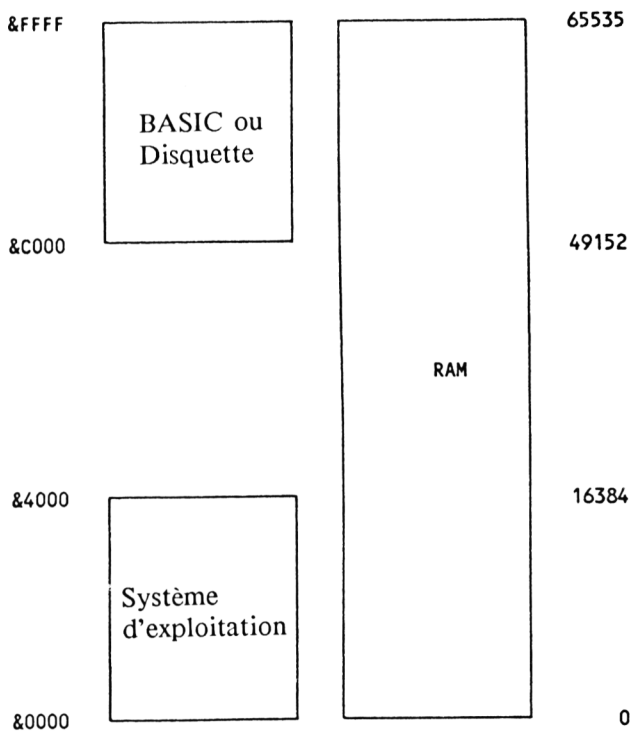 &FFFF 65535
BASIC ou
Disquette
&C000 49152
RAM
&4000 16384
Système
d'exploitation
&0000 0